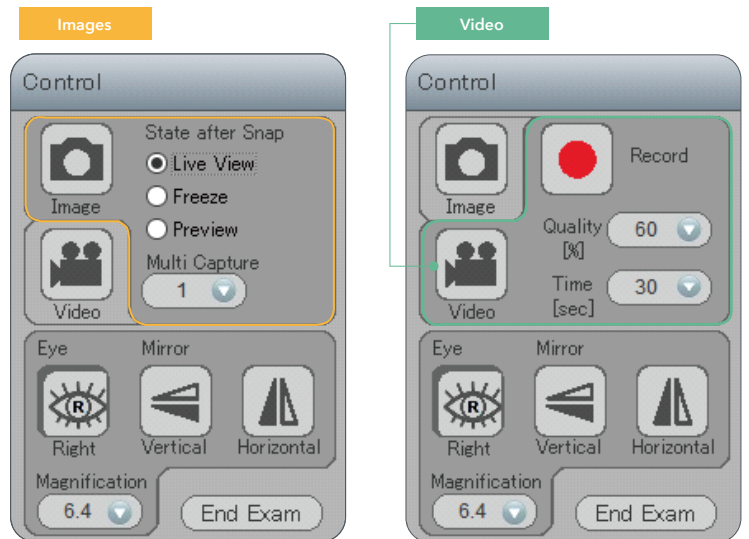 Images
Control
State after Snap
Live View
Freeze
Preview
Image
Multi Capture
1
Video
Eye
Mirror
R
Right
Vertical
Horizontal
Magnification
6.4
End Exam
Video
Control
Record
Image
Quality
[%]
60
Time
[sec]
30
Video
Eye
Mirror
R
Right
Vertical
Horizontal
Magnification
6.4
End Exam